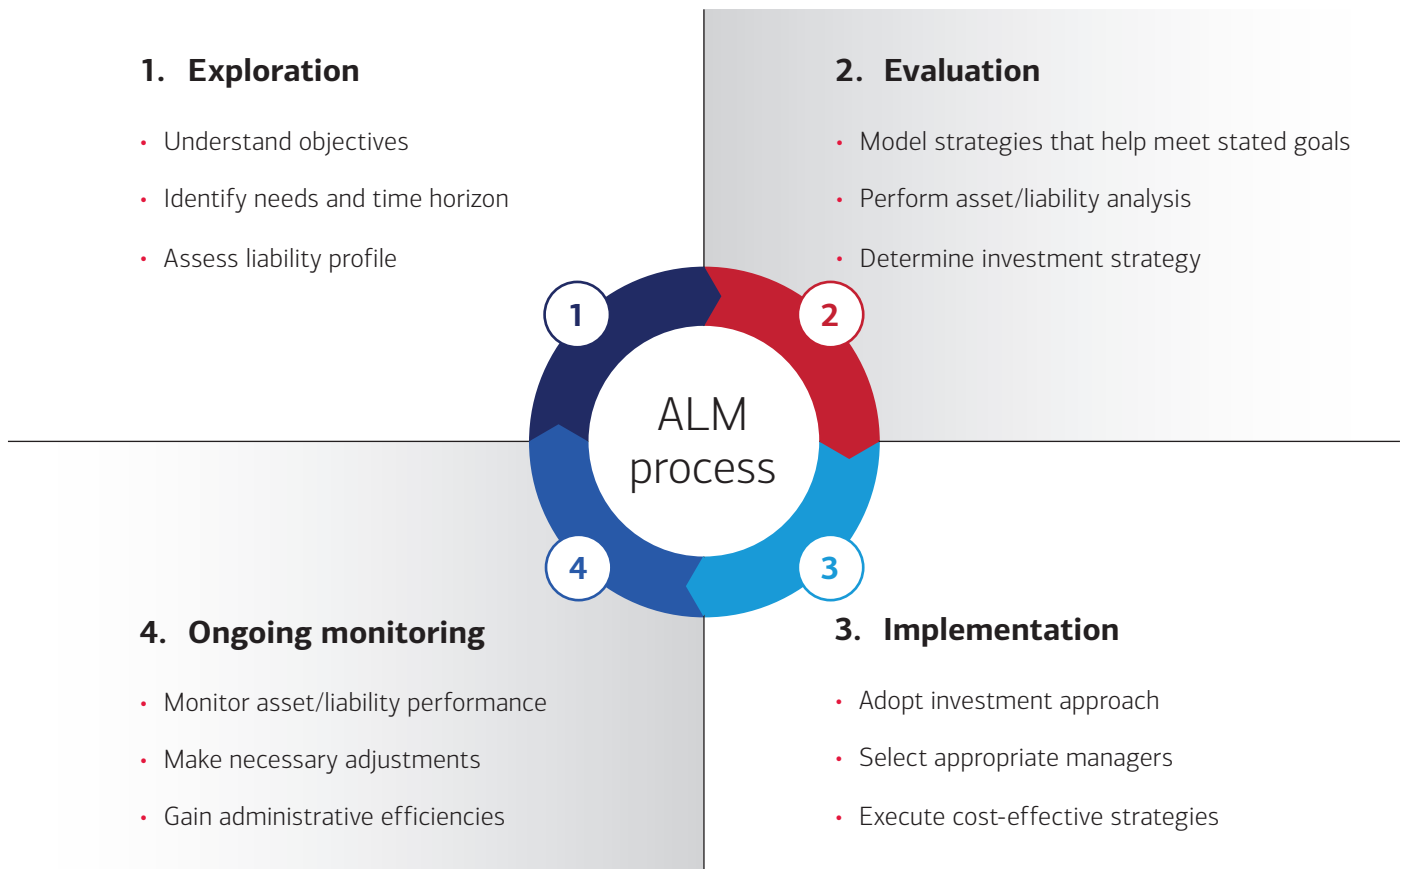 1. Exploration
• Understand objectives
• Identify needs and time horizon
• Assess liability profile
2. Evaluation
• Model strategies that help meet stated goals
• Perform asset/liability analysis
• Determine investment strategy
1
2
ALM
process
4
3
4. Ongoing monitoring
• Monitor asset/liability performance
• Make necessary adjustments
• Gain administrative efficiencies
3. Implementation
• Adopt investment approach
• Select appropriate managers
• Execute cost-effective strategies